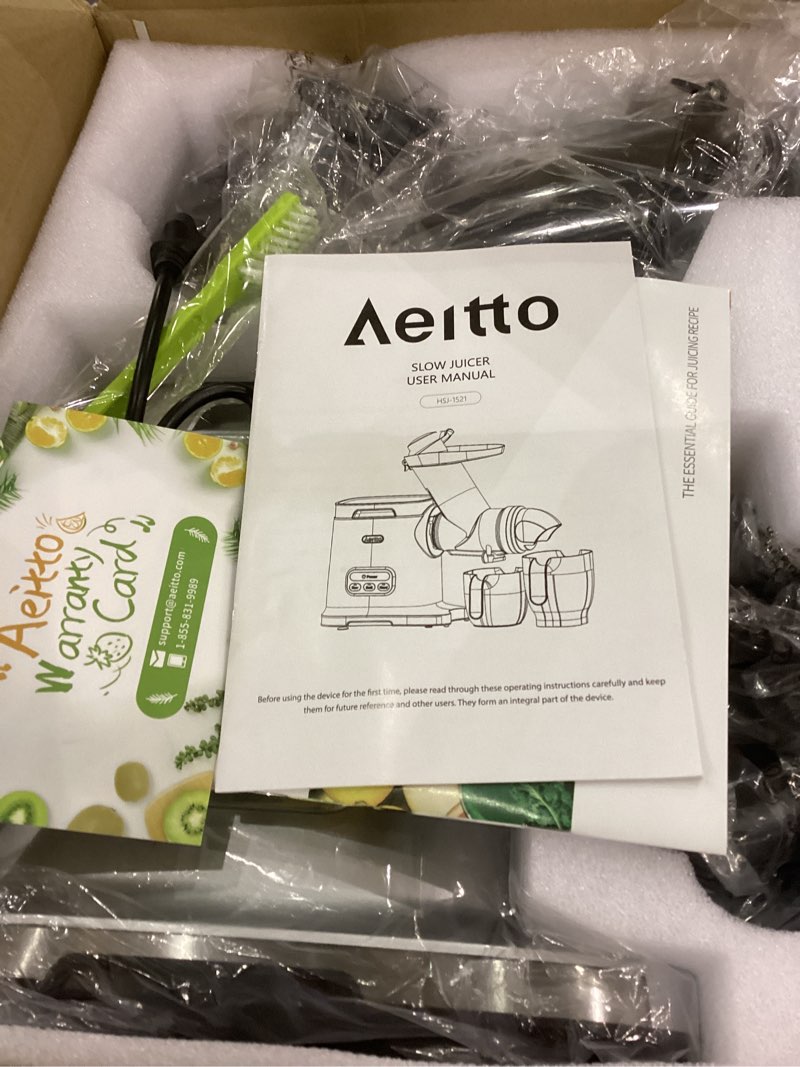 Aeitto
SLOW JUICER
USER MANUAL
HSJ-1521
Power
Before using the device for the first time, please read through these operating instructions carefully and keep
them for future reference and other users. They form an integral part of the device.
THE ESSENTIAL GUIDE FOR JUICING RECIPE
Aeitto
Warranty
Card
support@aeitto.com
1-855-831-9989